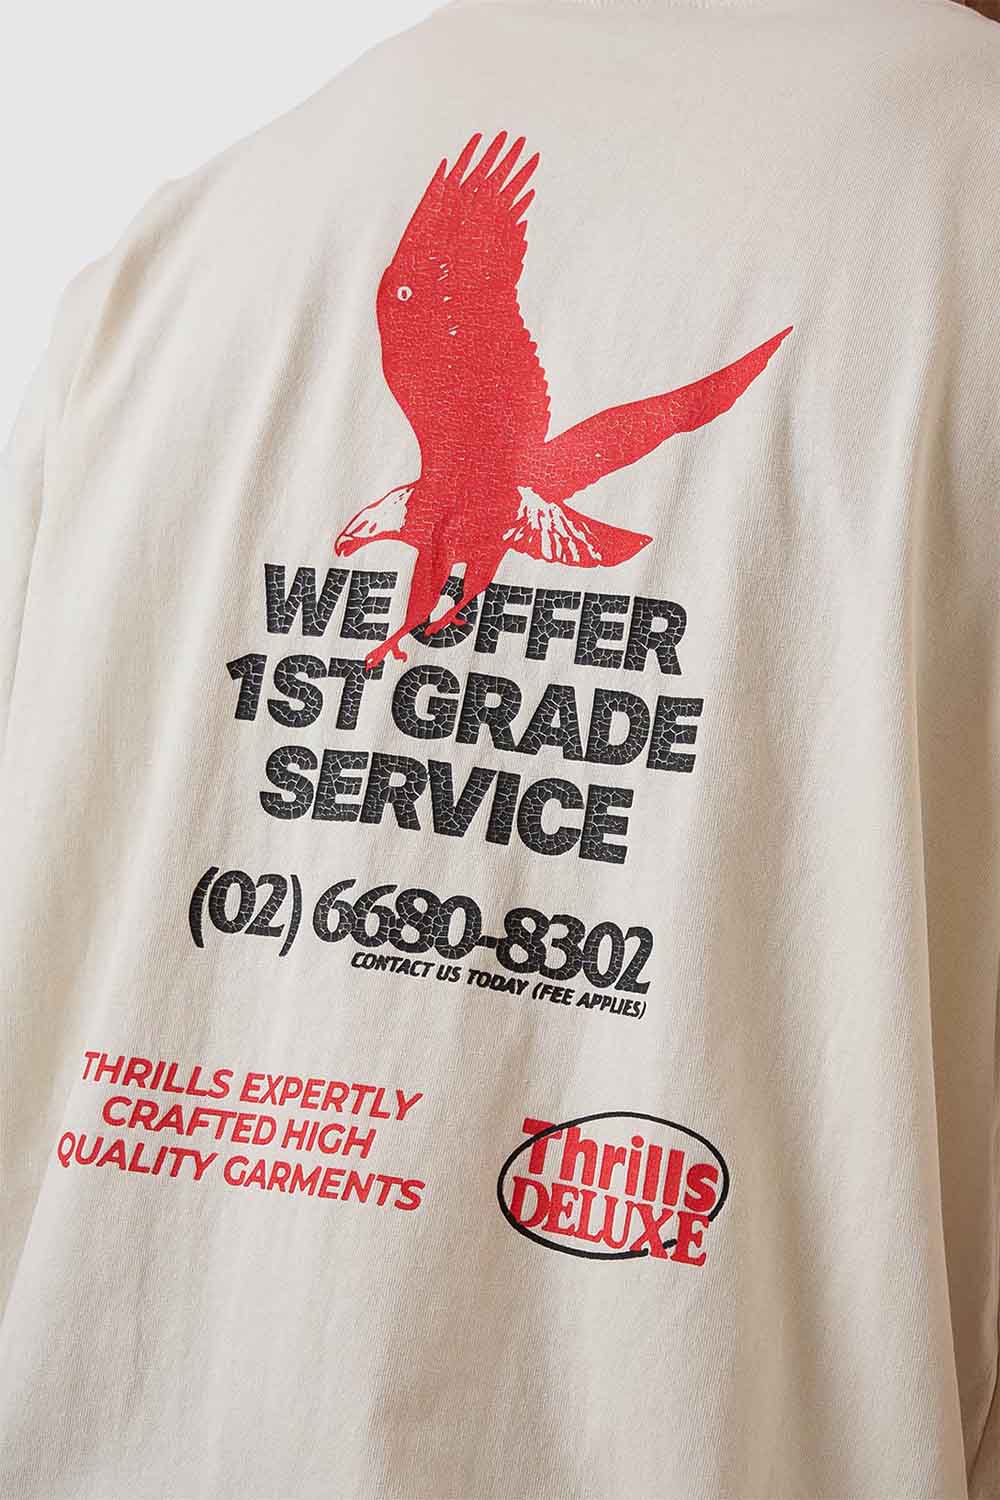 WE OFFER
1ST GRADE
SERVICE
(02) 6680-8302
CONTACT US TODAY (FEE APPLIES)
THRILLS EXPERTLY
CRAFTED HIGH
QUALITY GARMENTS
Thrills
DELUXE